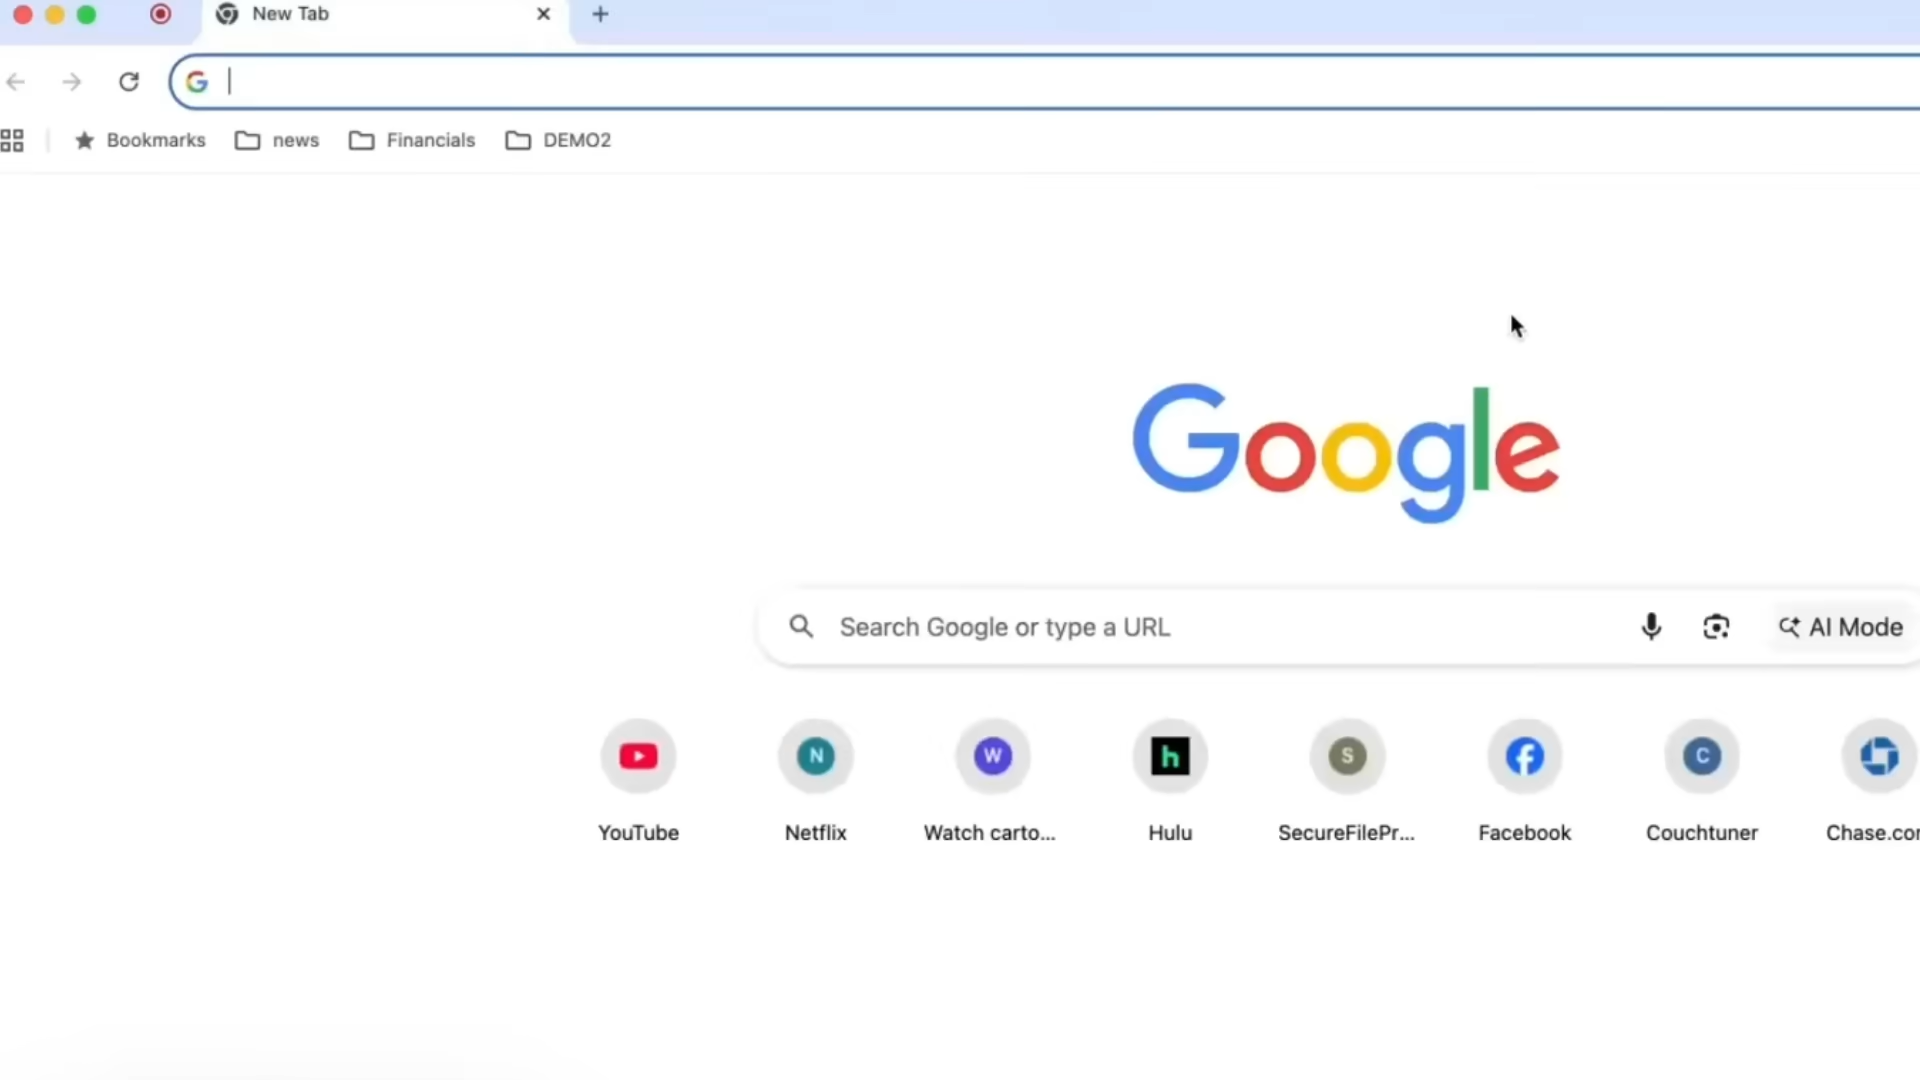 New Tab
Bookmarks news Financials DEMO2
Google
Search Google or type a URL AI Mode
N W h S f C
YouTube Netflix Watch carto... Hulu SecureFilePr... Facebook Couchtuner Chase.cor